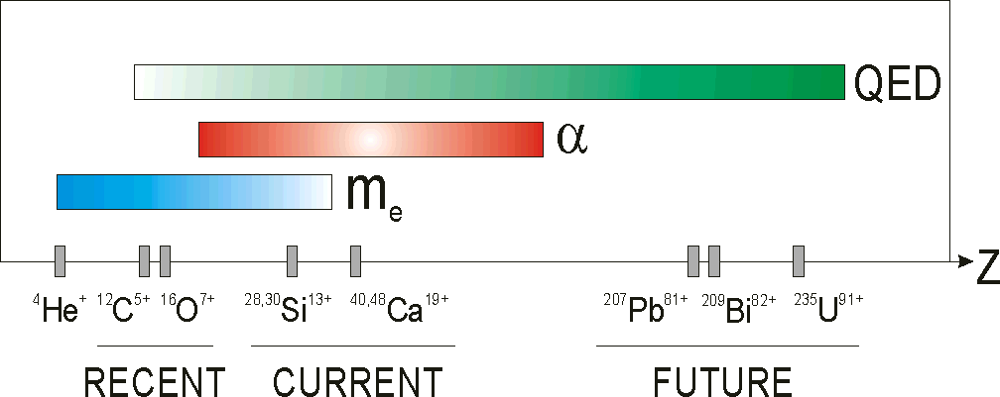 QED
α
mₑ
Z
⁴He⁺ ¹²C⁵⁺ ¹⁶O⁷⁺ ²⁸,³⁰Si¹³⁺ ⁴⁰,⁴⁸Ca¹⁹⁺ ²⁰⁷Pb⁸¹⁺ ²⁰⁹Bi⁸²⁺ ²³⁵U⁹¹⁺
RECENT CURRENT FUTURE